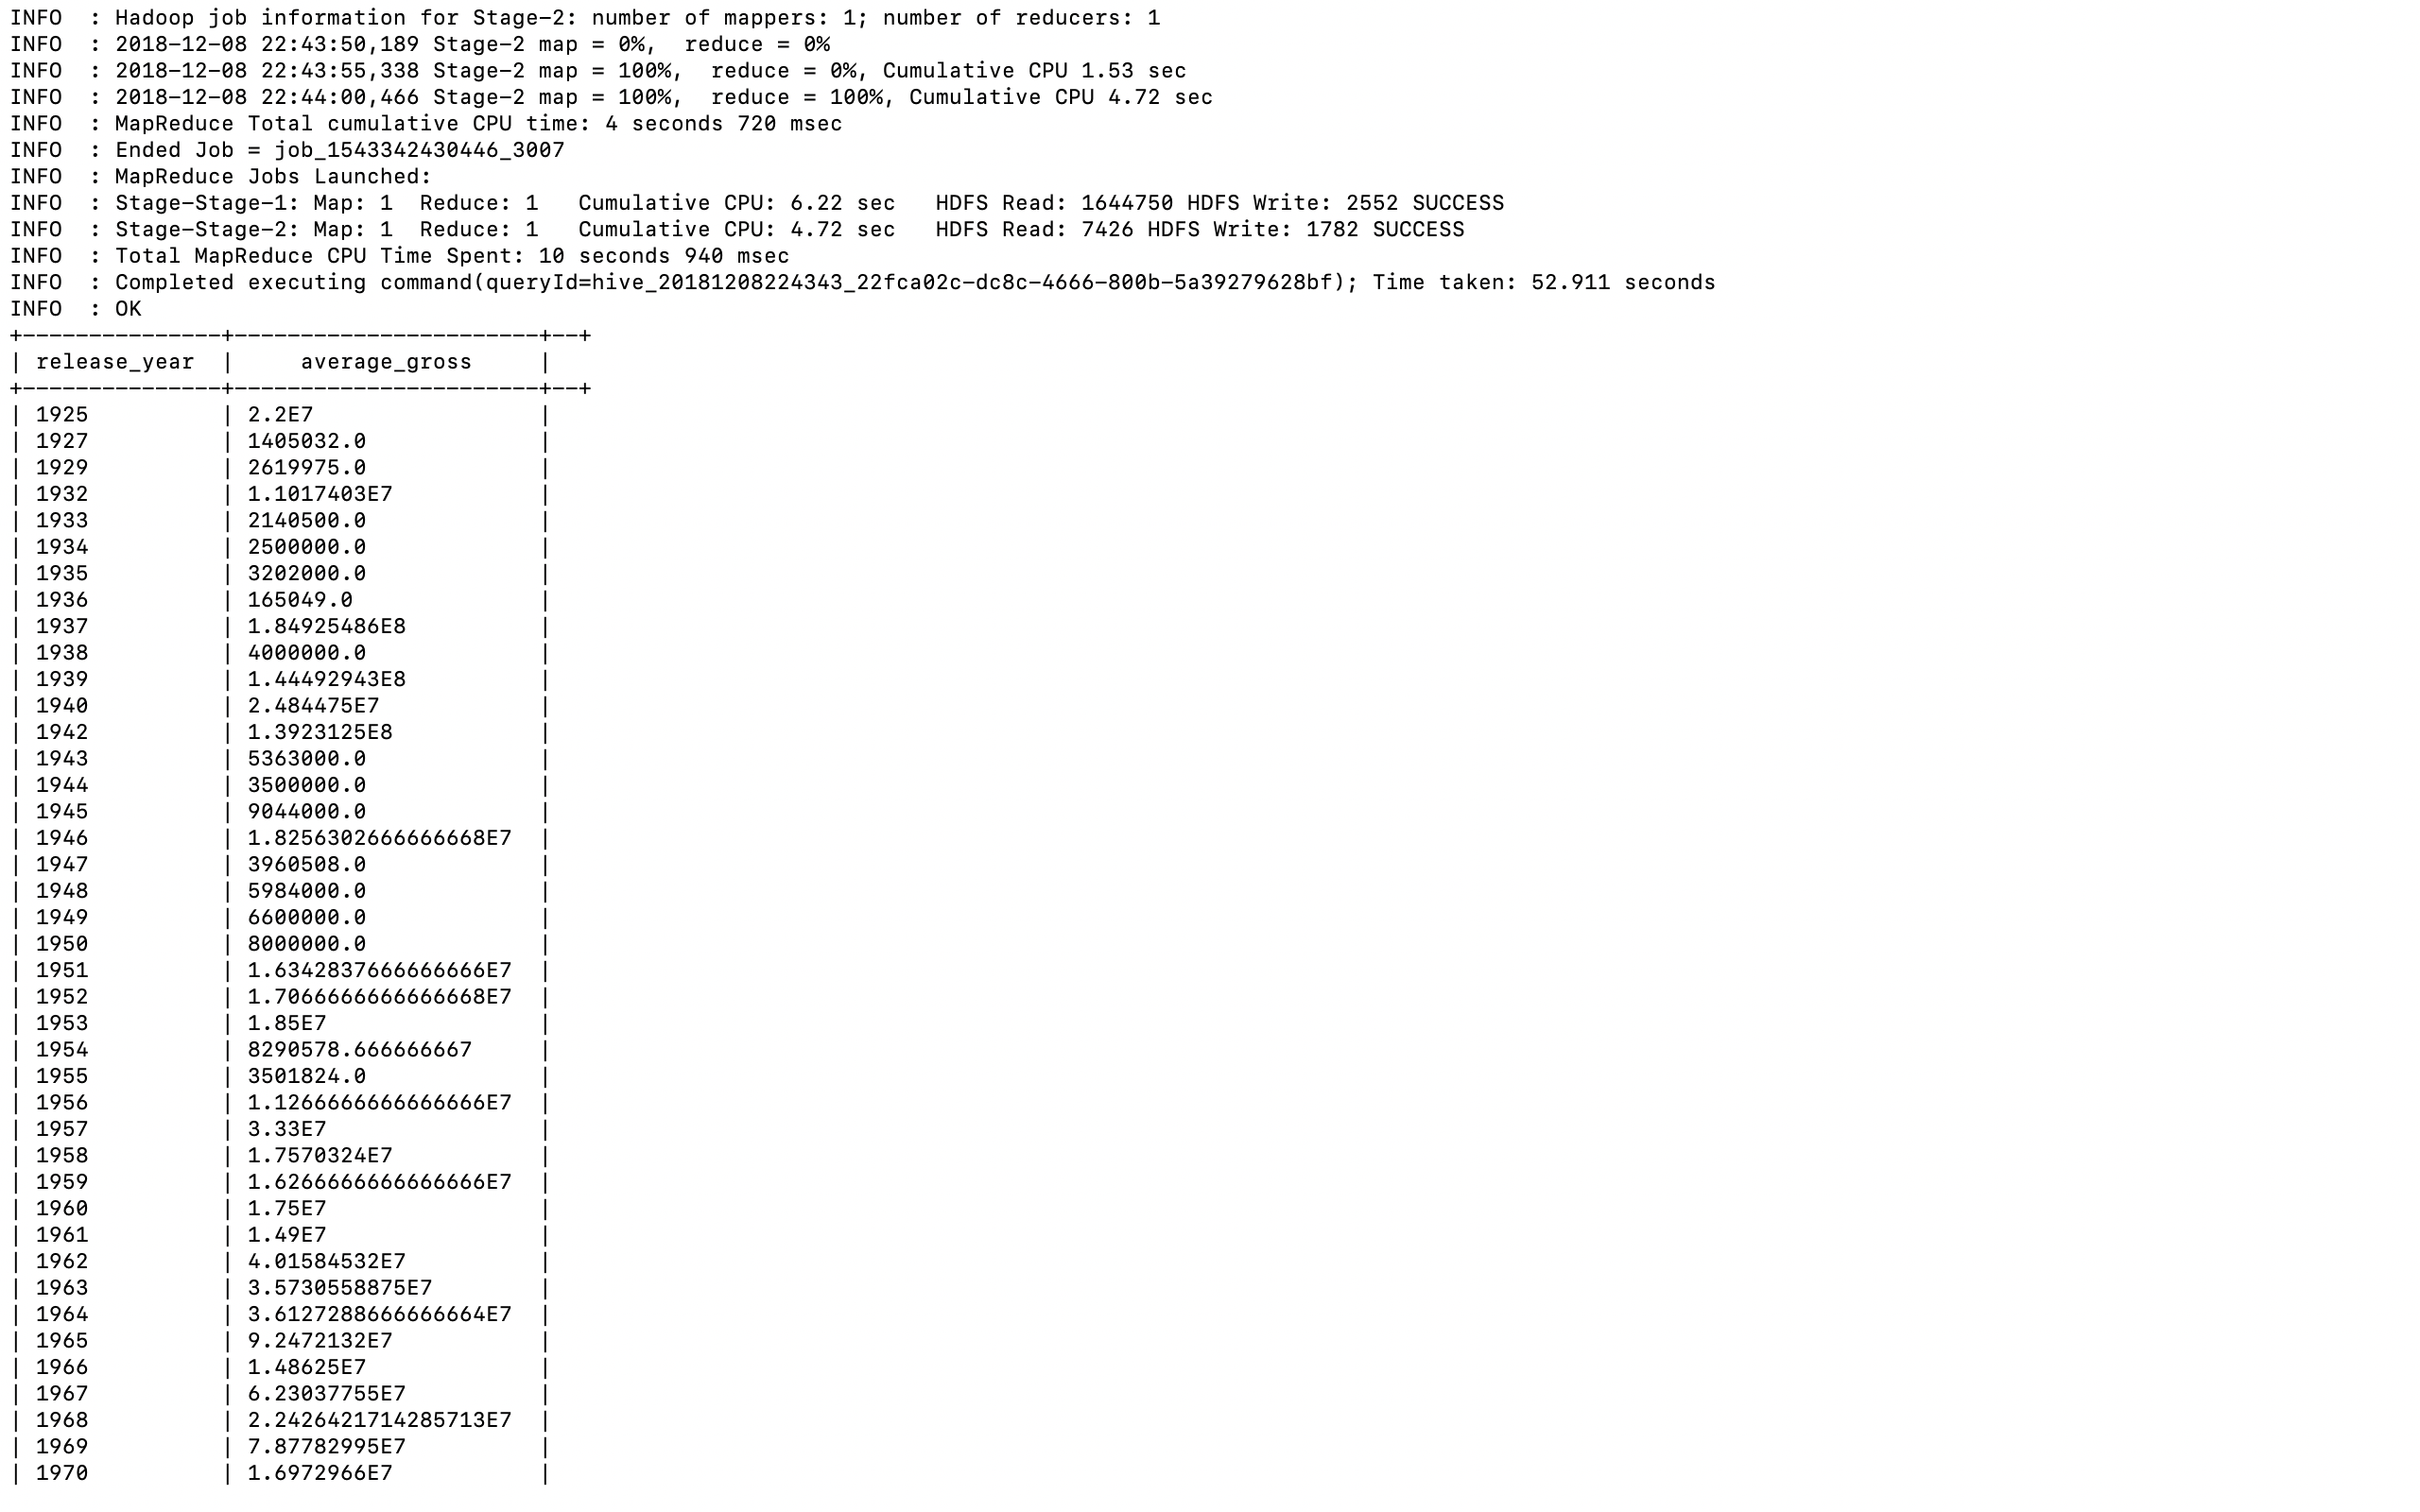 INFO  : Hadoop job information for Stage-2: number of mappers: 1; number of reducers: 1
INFO  : 2018-12-08 22:43:50,189 Stage-2 map = 0%,  reduce = 0%
INFO  : 2018-12-08 22:43:55,338 Stage-2 map = 100%,  reduce = 0%, Cumulative CPU 1.53 sec
INFO  : 2018-12-08 22:44:00,466 Stage-2 map = 100%,  reduce = 100%, Cumulative CPU 4.72 sec
INFO  : MapReduce Total cumulative CPU time: 4 seconds 720 msec
INFO  : Ended Job = job_1543342430446_3007
INFO  : MapReduce Jobs Launched:
INFO  : Stage-Stage-1: Map: 1  Reduce: 1   Cumulative CPU: 6.22 sec   HDFS Read: 1644750 HDFS Write: 2552 SUCCESS
INFO  : Stage-Stage-2: Map: 1  Reduce: 1   Cumulative CPU: 4.72 sec   HDFS Read: 7426 HDFS Write: 1782 SUCCESS
INFO  : Total MapReduce CPU Time Spent: 10 seconds 940 msec
INFO  : Completed executing command(queryId=hive_20181208224343_22fca02c-dc8c-4666-800b-5a39279628bf); Time taken: 52.911 seconds
INFO  : OK
+---------------+-----------------------+--+
| release_year  |     average_gross     |
+---------------+-----------------------+--+
| 1925          | 2.2E7                 |
| 1927          | 1405032.0             |
| 1929          | 2619975.0             |
| 1932          | 1.1017403E7           |
| 1933          | 2140500.0             |
| 1934          | 2500000.0             |
| 1935          | 3202000.0             |
| 1936          | 165049.0              |
| 1937          | 1.84925486E8          |
| 1938          | 4000000.0             |
| 1939          | 1.44492943E8          |
| 1940          | 2.484475E7            |
| 1942          | 1.3923125E8           |
| 1943          | 5363000.0             |
| 1944          | 3500000.0             |
| 1945          | 9044000.0             |
| 1946          | 1.8256302666666668E7  |
| 1947          | 3960508.0             |
| 1948          | 5984000.0             |
| 1949          | 6600000.0             |
| 1950          | 8000000.0             |
| 1951          | 1.6342837666666666E7  |
| 1952          | 1.7066666666666668E7  |
| 1953          | 1.85E7                |
| 1954          | 8290578.666666667     |
| 1955          | 3501824.0             |
| 1956          | 1.1266666666666666E7  |
| 1957          | 3.33E7                |
| 1958          | 1.7570324E7           |
| 1959          | 1.6266666666666666E7  |
| 1960          | 1.75E7                |
| 1961          | 1.49E7                |
| 1962          | 4.01584532E7          |
| 1963          | 3.5730558875E7        |
| 1964          | 3.6127288666666664E7  |
| 1965          | 9.2472132E7           |
| 1966          | 1.48625E7             |
| 1967          | 6.23037755E7          |
| 1968          | 2.2426421714285713E7  |
| 1969          | 7.87782995E7          |
| 1970          | 1.6972966E7           |